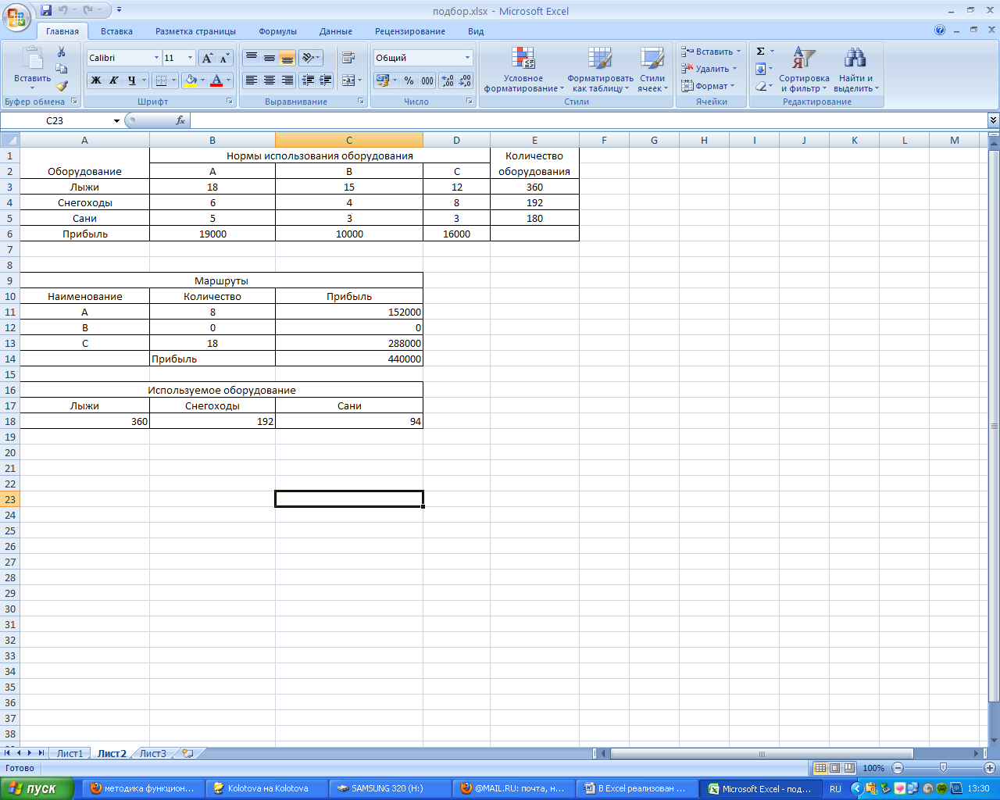 подбор.xlsx - Microsoft Excel
Главная Вставка Разметка страницы Формулы Данные Рецензирование Вид
Вставить
Буфер обмена
Calibri 11
Ж К Ч
Шрифт
Выравнивание
Общий
% 000
Число
Условное форматирование
Форматировать как таблицу
Стили ячеек
Стили
Вставить
Удалить
Формат
Ячейки
Сортировка и фильтр
Найти и выделить
Редактирование
C23 fx
A B C D E F G H I J K L M
1 Нормы использования оборудования Количество
2 Оборудование A B C оборудования
3 Лыжи 18 15 12 360
4 Снегоходы 6 4 8 192
5 Сани 5 3 3 180
6 Прибыль 19000 10000 16000
7
8
9 Маршруты
10 Наименование Количество Прибыль
11 A 8 152000
12 B 0 0
13 C 18 288000
14 Прибыль 440000
15
16 Используемое оборудование
17 Лыжи Снегоходы Сани
18 360 192 94
19
20
21
22
23
24
25
26
27
28
29
30
31
32
33
34
35
36
37
38
Лист1 Лист2 Лист3
Готово 100%
пуск методика функцион... Kolotova на Kolotova SAMSUNG 320 (H:) @MAIL.RU: почта, н... В Excel реализован ... Microsoft Excel - под... RU 13:30